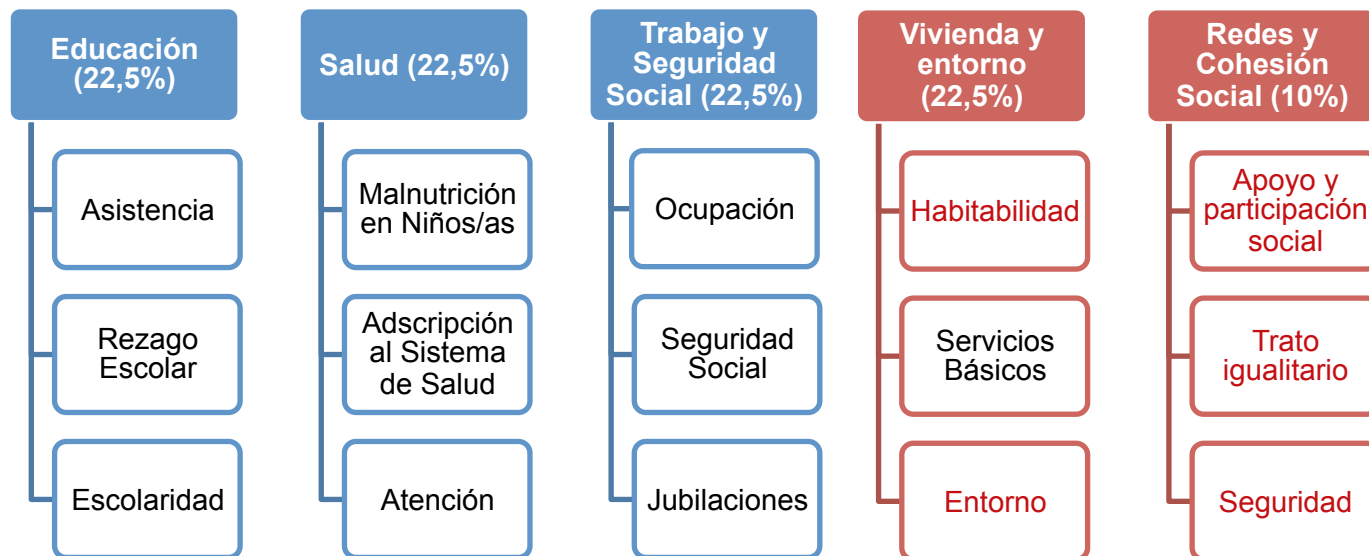 Educación
(22,5%)
Asistencia
Rezago
Escolar
Escolaridad
Salud (22,5%)
Malnutrición
en Niños/as
Adscripción
al Sistema
de Salud
Atención
Trabajo y
Seguridad
Social (22,5%)
Ocupación
Seguridad
Social
Jubilaciones
Vivienda y
entorno
(22,5%)
Habitabilidad
Servicios
Básicos
Entorno
Redes y
Cohesión
Social (10%)
Apoyo y
participación
social
Trato
igualitario
Seguridad